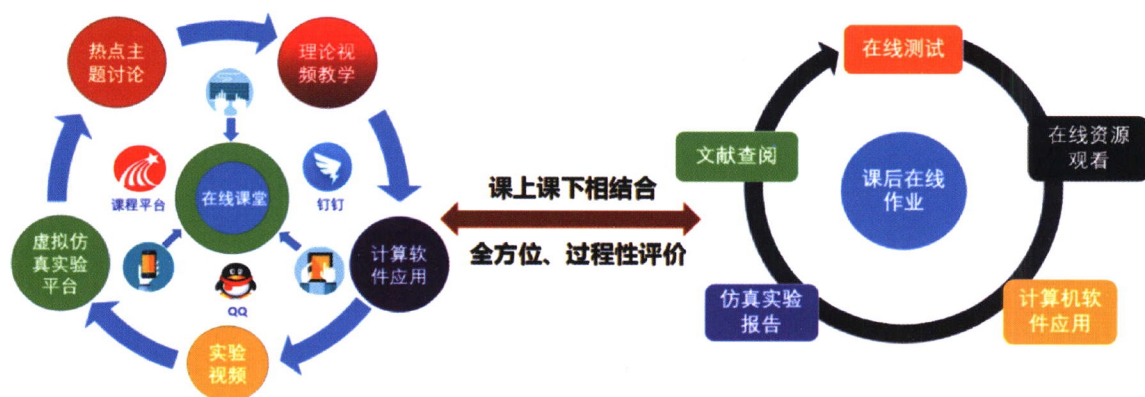 热点主
题讨论
理论视
频教学
课程平台
在线课堂
钉钉
虚拟仿
真实验
平台
计算软
件应用
QQ
实验
视频
课上课下相结合
全方位、过程性评价
在线测试
文献查阅
在线资源
观看
课后在线
作业
仿真实验
报告
计算机软
件应用